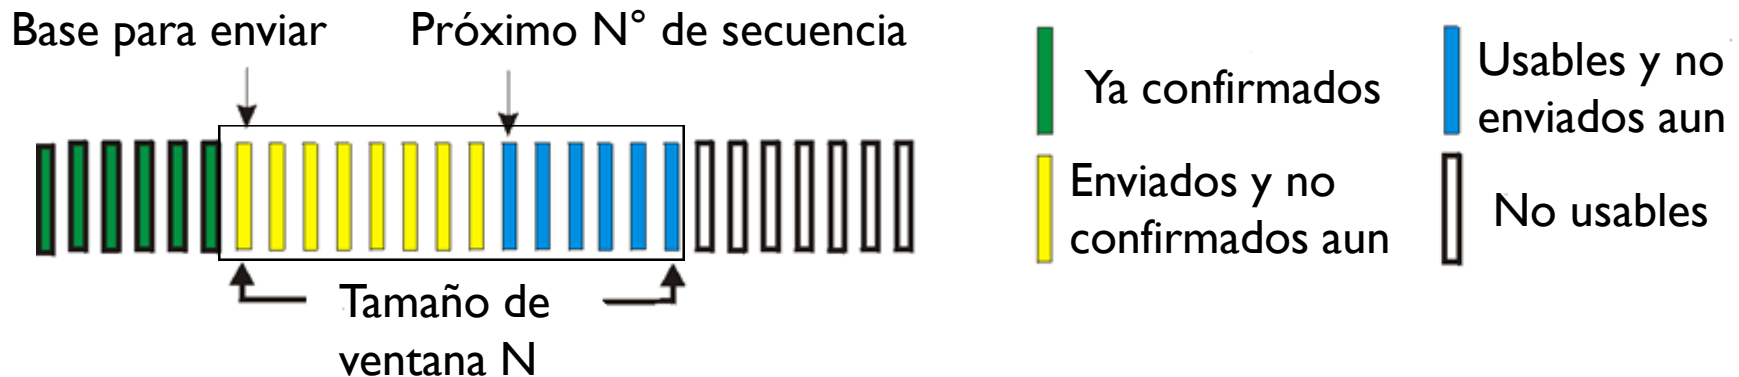 Base para enviar
Próximo N° de secuencia
Tamaño de
ventana N
Ya confirmados
Enviados y no
confirmados aun
Usables y no
enviados aun
No usables